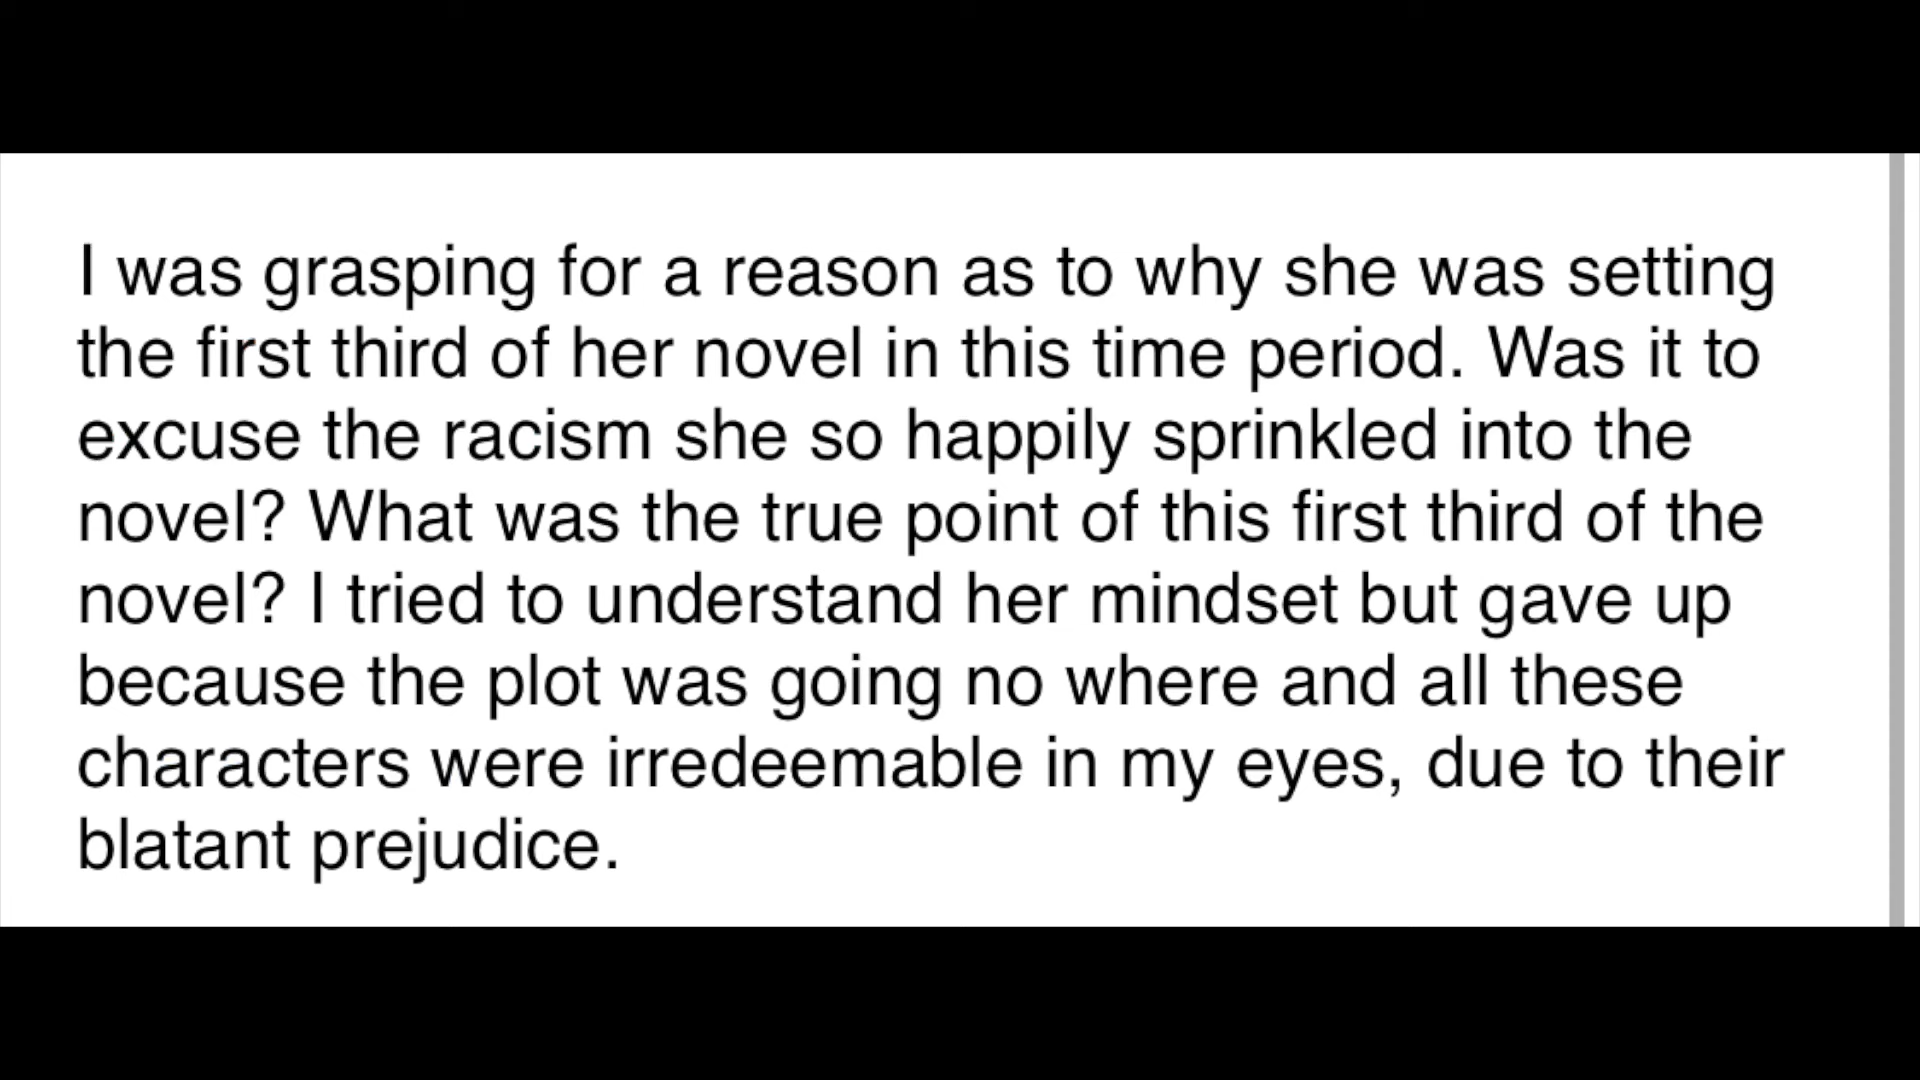 I was grasping for a reason as to why she was setting
the first third of her novel in this time period. Was it to
excuse the racism she so happily sprinkled into the
novel? What was the true point of this first third of the
novel? I tried to understand her mindset but gave up
because the plot was going no where and all these
characters were irredeemable in my eyes, due to their
blatant prejudice.